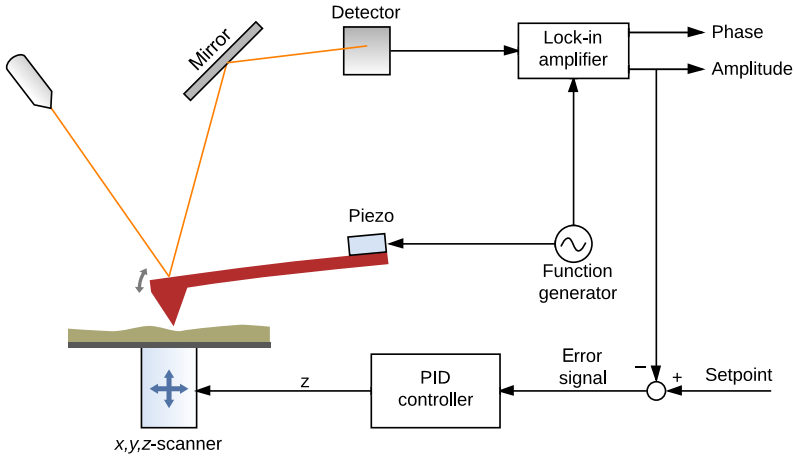 Detector
Mirror
Lock-in
amplifier
Phase
Amplitude
Piezo
Function
generator
Error
signal
−
+
Setpoint
PID
controller
z
x,y,z-scanner